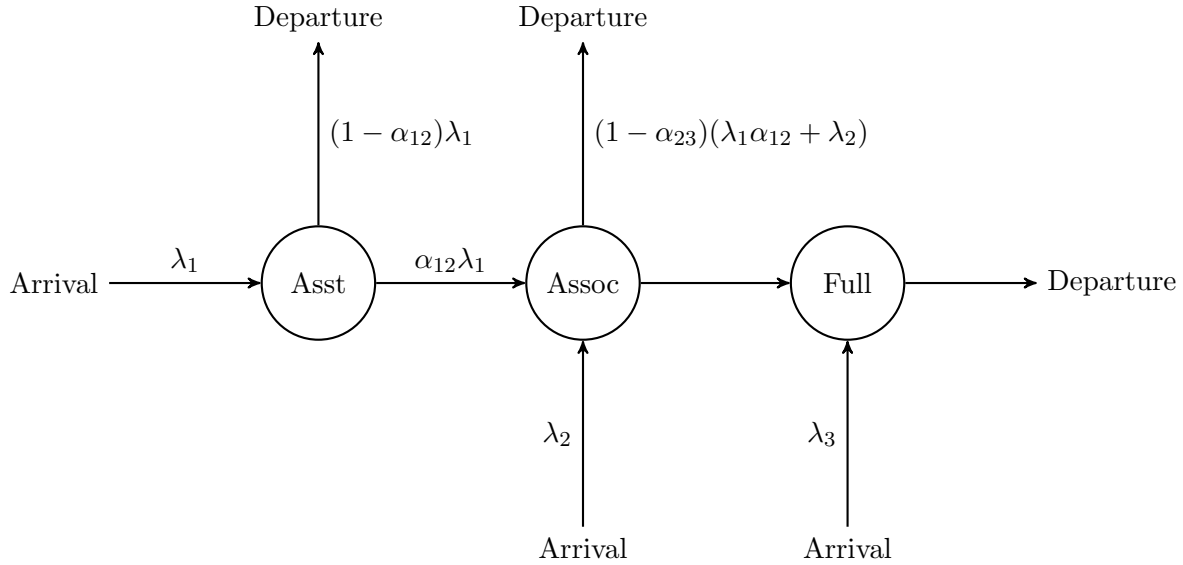 Departure
Departure
(1 − α₁₂)λ₁
(1 − α₂₃)(λ₁α₁₂ + λ₂)
λ₁
α₁₂λ₁
Arrival
Asst
Assoc
Full
Departure
λ₂
λ₃
Arrival
Arrival